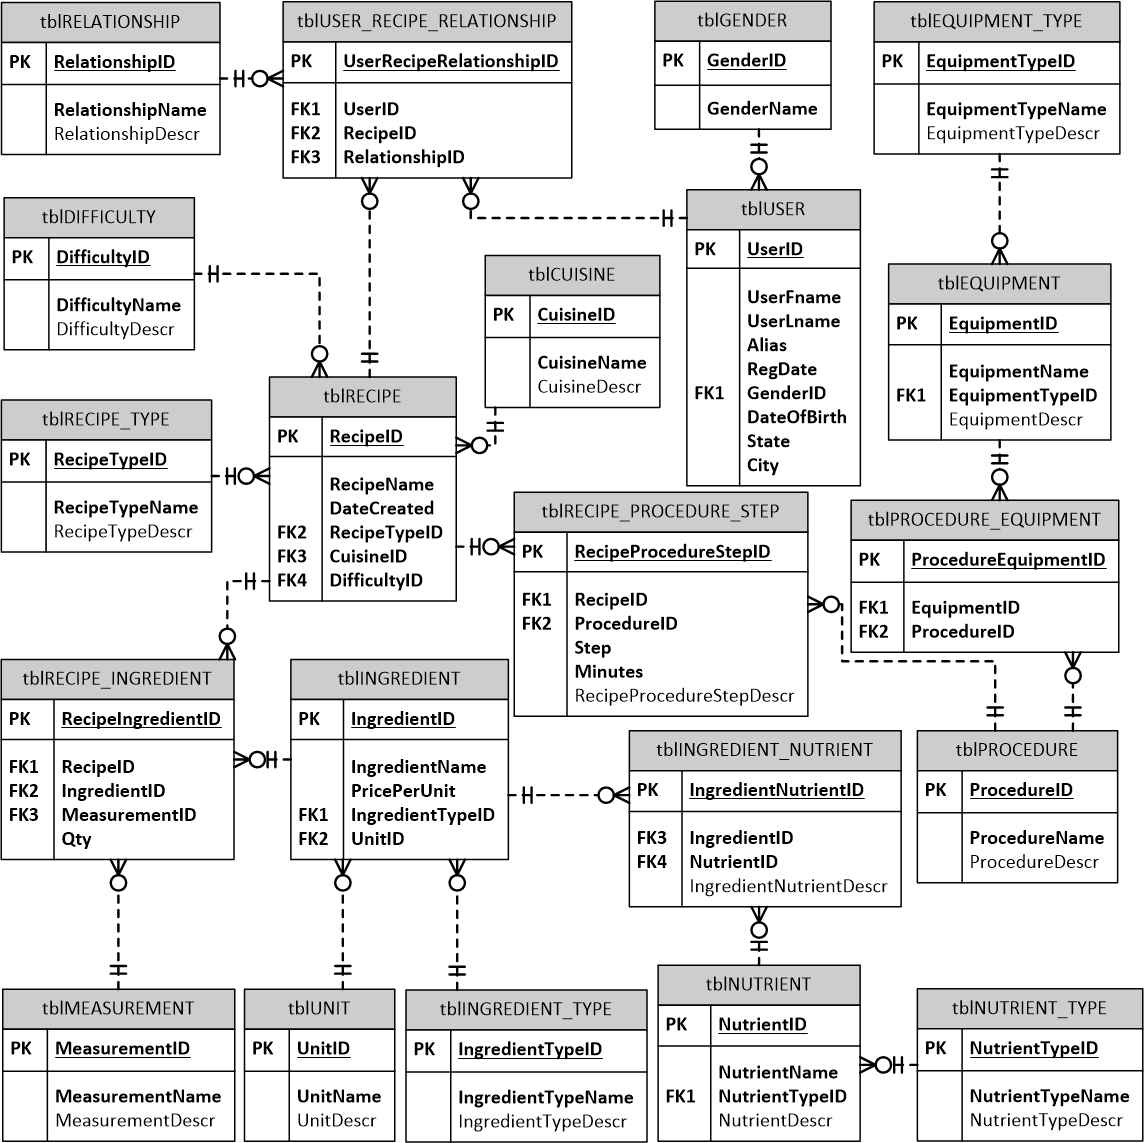 tblRELATIONSHIP
PK RelationshipID
RelationshipName
RelationshipDescr
tblUSER_RECIPE_RELATIONSHIP
PK UserRecipeRelationshipID
FK1 UserID
FK2 RecipeID
FK3 RelationshipID
tblGENDER
PK GenderID
GenderName
tblEQUIPMENT_TYPE
PK EquipmentTypeID
EquipmentTypeName
EquipmentTypeDescr
tblDIFFICULTY
PK DifficultyID
DifficultyName
DifficultyDescr
tblCUISINE
PK CuisineID
CuisineName
CuisineDescr
tblUSER
PK UserID
UserFname
UserLname
Alias
RegDate
FK1 GenderID
DateOfBirth
State
City
tblEQUIPMENT
PK EquipmentID
EquipmentName
FK1 EquipmentTypeID
EquipmentDescr
tblRECIPE_TYPE
PK RecipeTypeID
RecipeTypeName
RecipeTypeDescr
tblRECIPE
PK RecipeID
RecipeName
DateCreated
FK2 RecipeTypeID
FK3 CuisineID
FK4 DifficultyID
tblRECIPE_PROCEDURE_STEP
PK RecipeProcedureStepID
FK1 RecipeID
FK2 ProcedureID
Step
Minutes
RecipeProcedureStepDescr
tblPROCEDURE_EQUIPMENT
PK ProcedureEquipmentID
FK1 EquipmentID
FK2 ProcedureID
tblRECIPE_INGREDIENT
PK RecipeIngredientID
FK1 RecipeID
FK2 IngredientID
FK3 MeasurementID
Qty
tblINGREDIENT
PK IngredientID
IngredientName
PricePerUnit
FK1 IngredientTypeID
FK2 UnitID
tblINGREDIENT_NUTRIENT
PK IngredientNutrientID
FK3 IngredientID
FK4 NutrientID
IngredientNutrientDescr
tblPROCEDURE
PK ProcedureID
ProcedureName
ProcedureDescr
tblMEASUREMENT
PK MeasurementID
MeasurementName
MeasurementDescr
tblUNIT
PK UnitID
UnitName
UnitDescr
tblINGREDIENT_TYPE
PK IngredientTypeID
IngredientTypeName
IngredientTypeDescr
tblNUTRIENT
PK NutrientID
NutrientName
FK1 NutrientTypeID
NutrientDescr
tblNUTRIENT_TYPE
PK NutrientTypeID
NutrientTypeName
NutrientTypeDescr